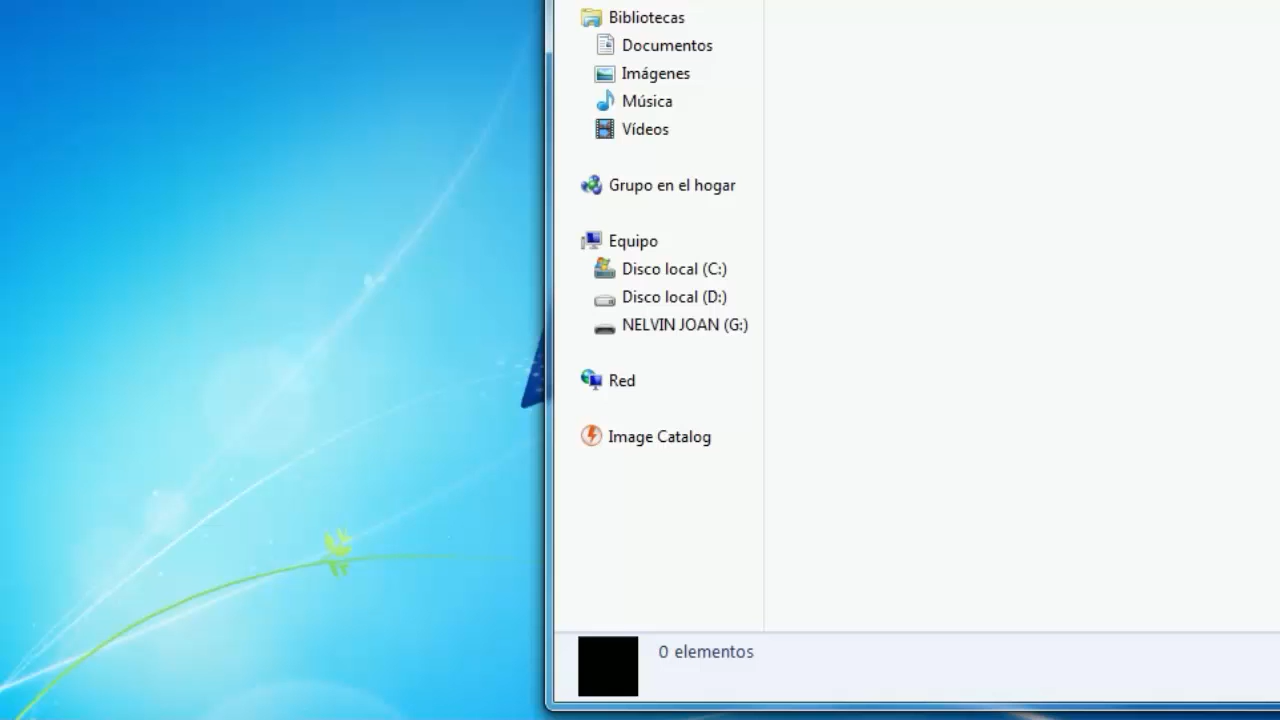 Bibliotecas
Documentos
Imágenes
Música
Vídeos
Grupo en el hogar
Equipo
Disco local (C:)
Disco local (D:)
NELVIN JOAN (G:)
Red
Image Catalog
0 elementos